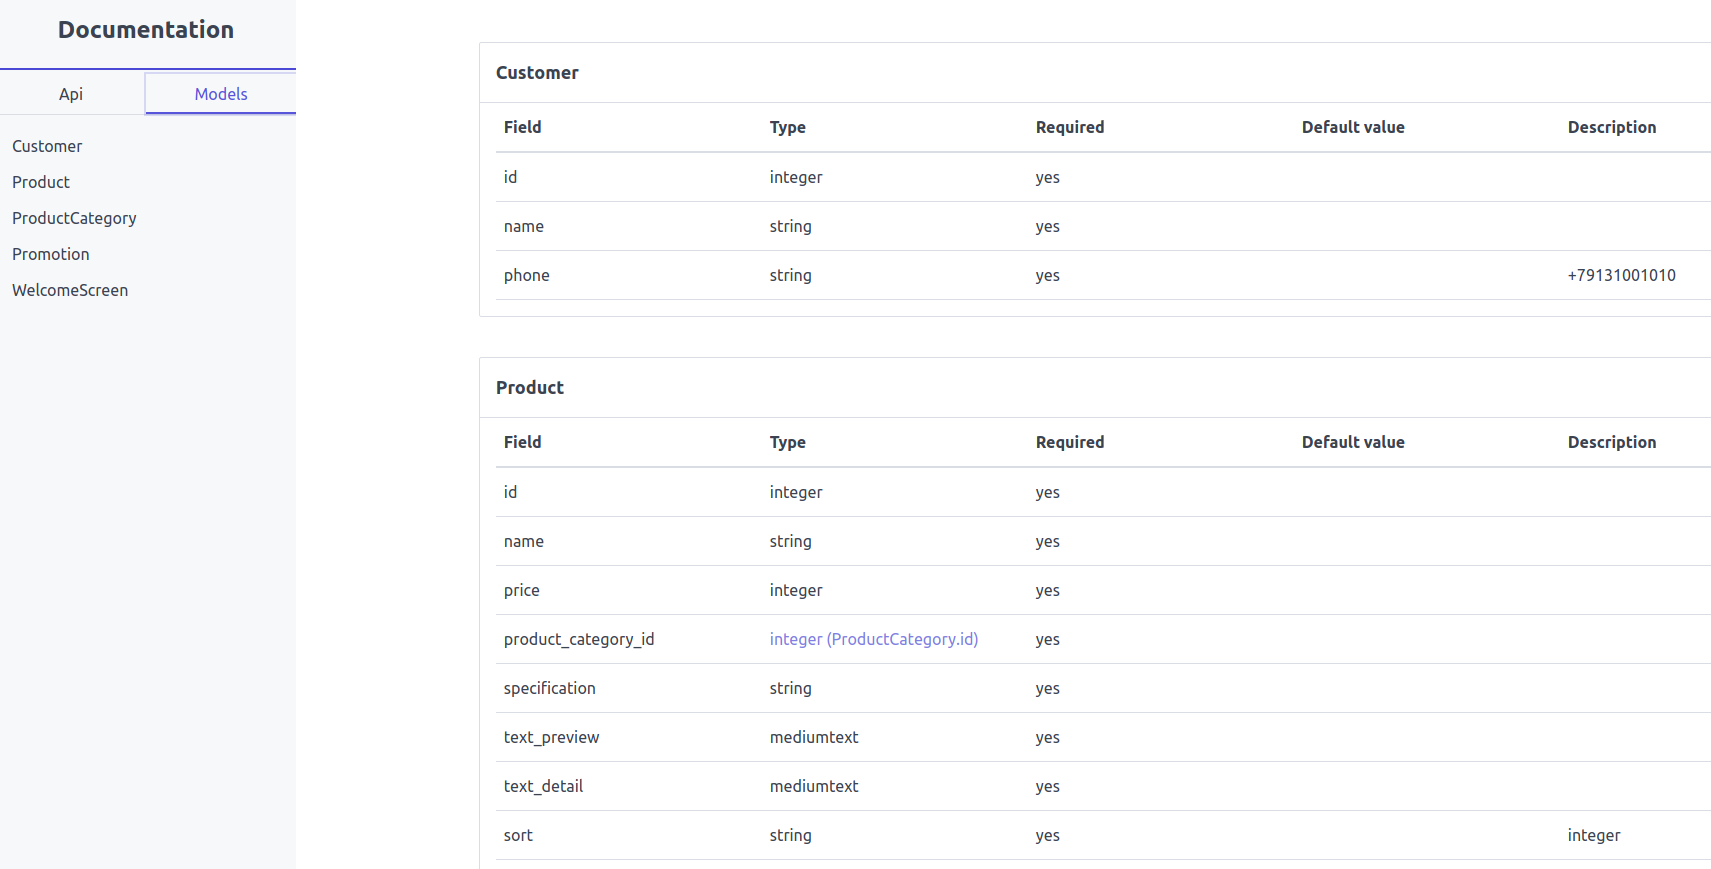 Documentation
Api Models
Customer
Product
ProductCategory
Promotion
WelcomeScreen
Customer
Field Type Required Default value Description
id integer yes
name string yes
phone string yes +79131001010
Product
Field Type Required Default value Description
id integer yes
name string yes
price integer yes
product_category_id integer (ProductCategory.id) yes
specification string yes
text_preview mediumtext yes
text_detail mediumtext yes
sort string yes integer